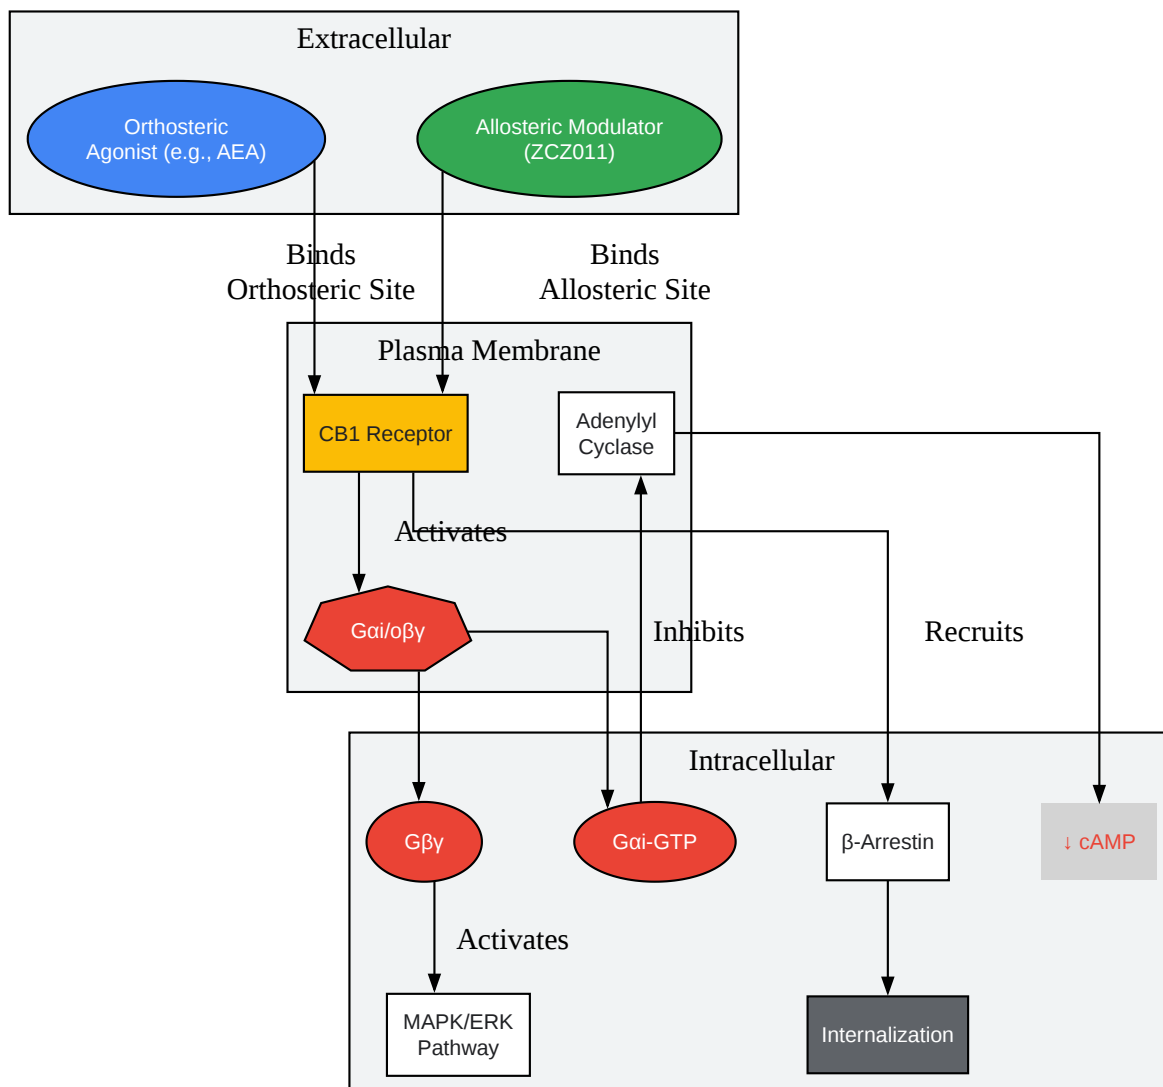 Extracellular
Orthosteric
Agonist (e.g., AEA)
Allosteric Modulator
(ZCZ011)
Binds
Orthosteric Site
Binds
Allosteric Site
Plasma Membrane
CB1 Receptor
Adenylyl
Cyclase
Activates
Gαi/oβγ
Inhibits
Recruits
Intracellular
Gβγ
Gαi-GTP
β-Arrestin
↓ cAMP
Activates
MAPK/ERK
Pathway
Internalization